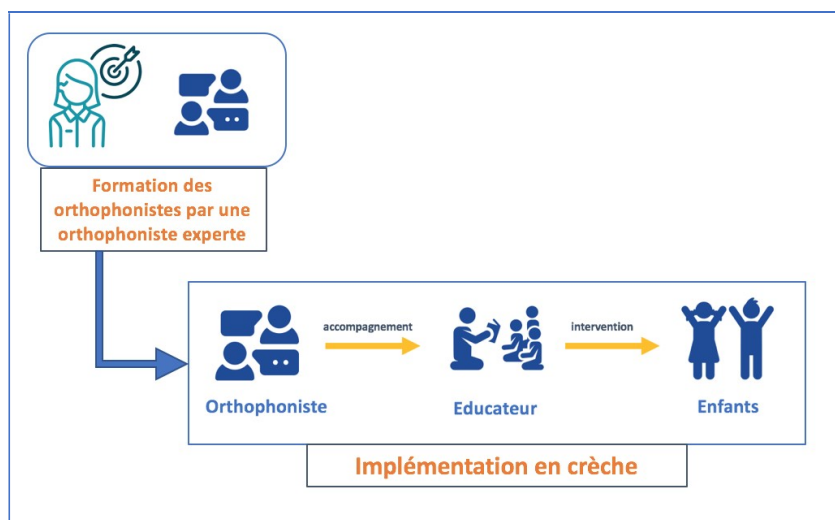 Formation des
orthophonistes par une
orthophoniste experte
accompagnement
intervention
Orthophoniste
Educateur
Enfants
Implémentation en crèche